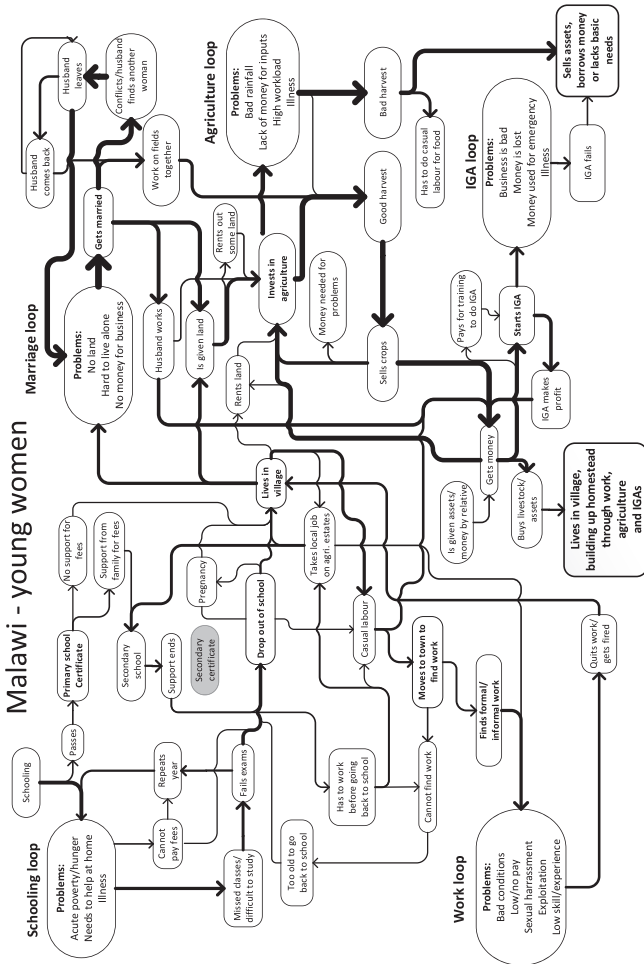 Malawi - young women
Schooling loop
Problems:
Acute poverty/hunger
Needs to help at home
Illness
Schooling
Passes
Primary school
Certificate
No support for
fees
Support from
family for fees
Secondary
school
Support ends
Secondary
certificate
Cannot
pay fees
Repeats
year
Fails exams
Missed classes/
difficult to study
Too old to go
back to school
Has to work
before going
back to school
Drop out of school
Pregnancy
Lives in
village
Takes local job
on agri. estates
Casual labour
Moves to town to
find work
Cannot find work
Finds formal/
informal work
Work loop
Problems:
Bad conditions
Low/no pay
Sexual harrassment
Exploitation
Low skill/experience
Quits work/
gets fired
Marriage loop
Problems:
No land
Hard to live alone
No money for business
Gets married
Husband
comes back
Husband
leaves
Conflicts/husband
finds another
woman
Work on fields
together
Husband works
Is given land
Rents out
some land
Rents land
Invests in
agriculture
Agriculture loop
Problems:
Bad rainfall
Lack of money for inputs
High workload
Illness
Money needed for
problems
Good harvest
Bad harvest
Has to do casual
labour for food
Sells crops
Gets money
Is given assets/
money by relative
Buys livestock/
assets
Lives in village,
building up homestead
through work,
agriculture
and IGAs
Pays for training
to do IGA
Starts IGA
IGA makes
profit
IGA loop
Problems:
Business is bad
Money is lost
Money used for emergency
Illness
IGA fails
Sells assets,
borrows money
or lacks basic
needs